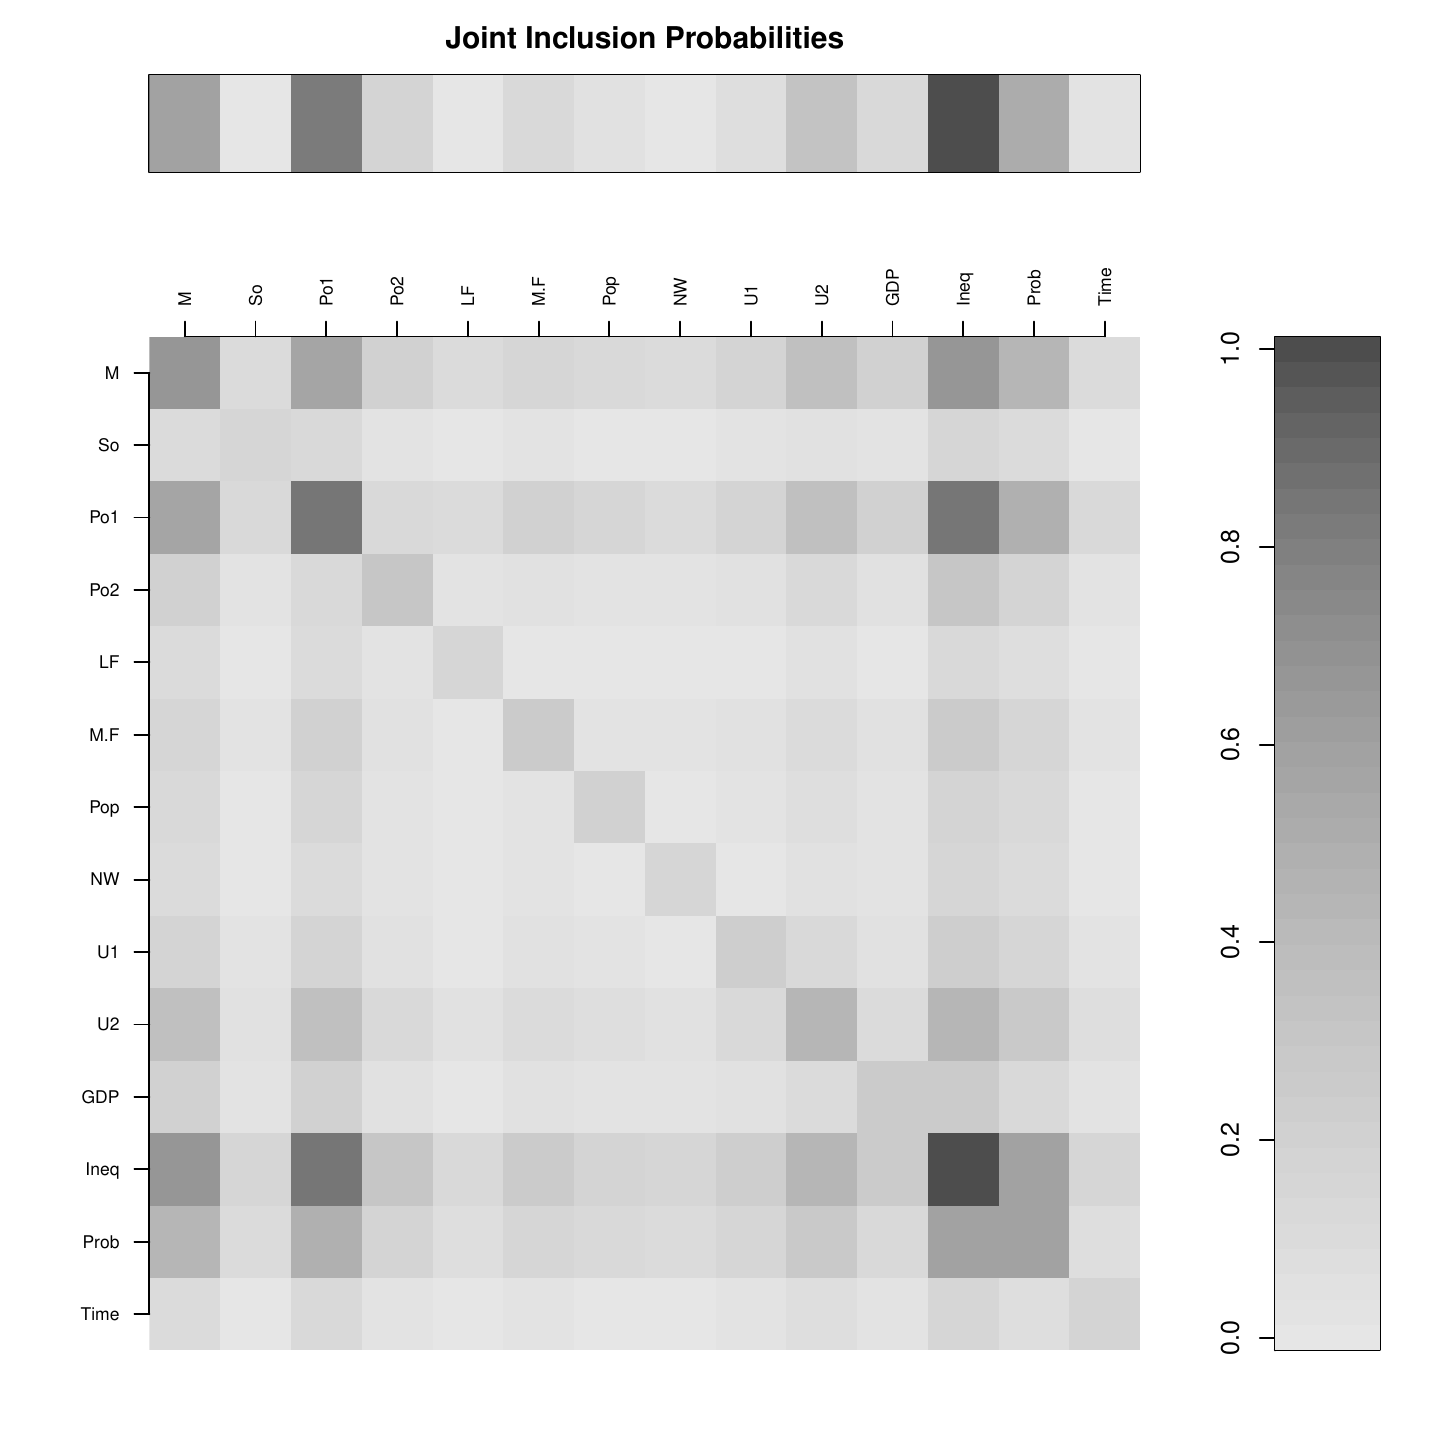 Joint Inclusion Probabilities
M So Po1 Po2 LF M.F Pop NW U1 U2 GDP Ineq Prob Time
M
So
Po1
Po2
LF
M.F
Pop
NW
U1
U2
GDP
Ineq
Prob
Time
1.0
0.8
0.6
0.4
0.2
0.0